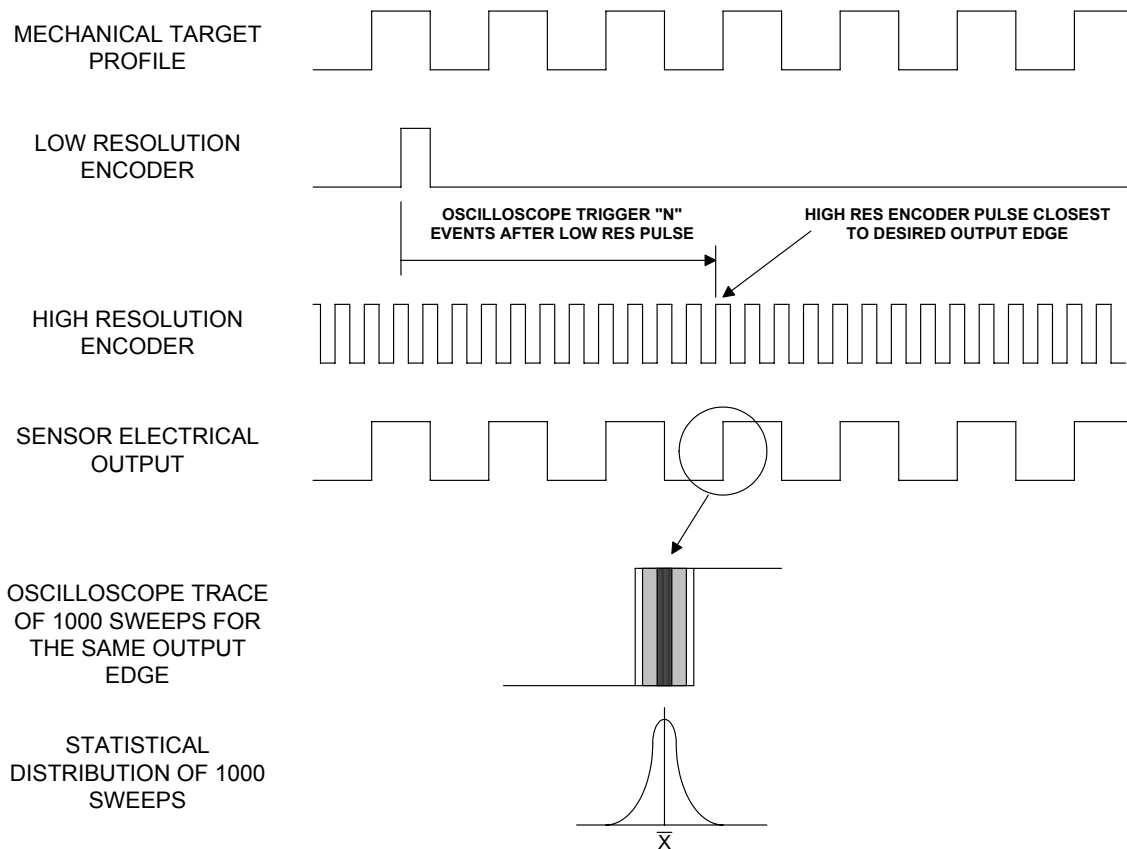 MECHANICAL TARGET
PROFILE
LOW RESOLUTION
ENCODER
OSCILLOSCOPE TRIGGER "N"
EVENTS AFTER LOW RES PULSE
HIGH RES ENCODER PULSE CLOSEST
TO DESIRED OUTPUT EDGE
HIGH RESOLUTION
ENCODER
SENSOR ELECTRICAL
OUTPUT
OSCILLOSCOPE TRACE
OF 1000 SWEEPS FOR
THE SAME OUTPUT
EDGE
STATISTICAL
DISTRIBUTION OF 1000
SWEEPS
X̅